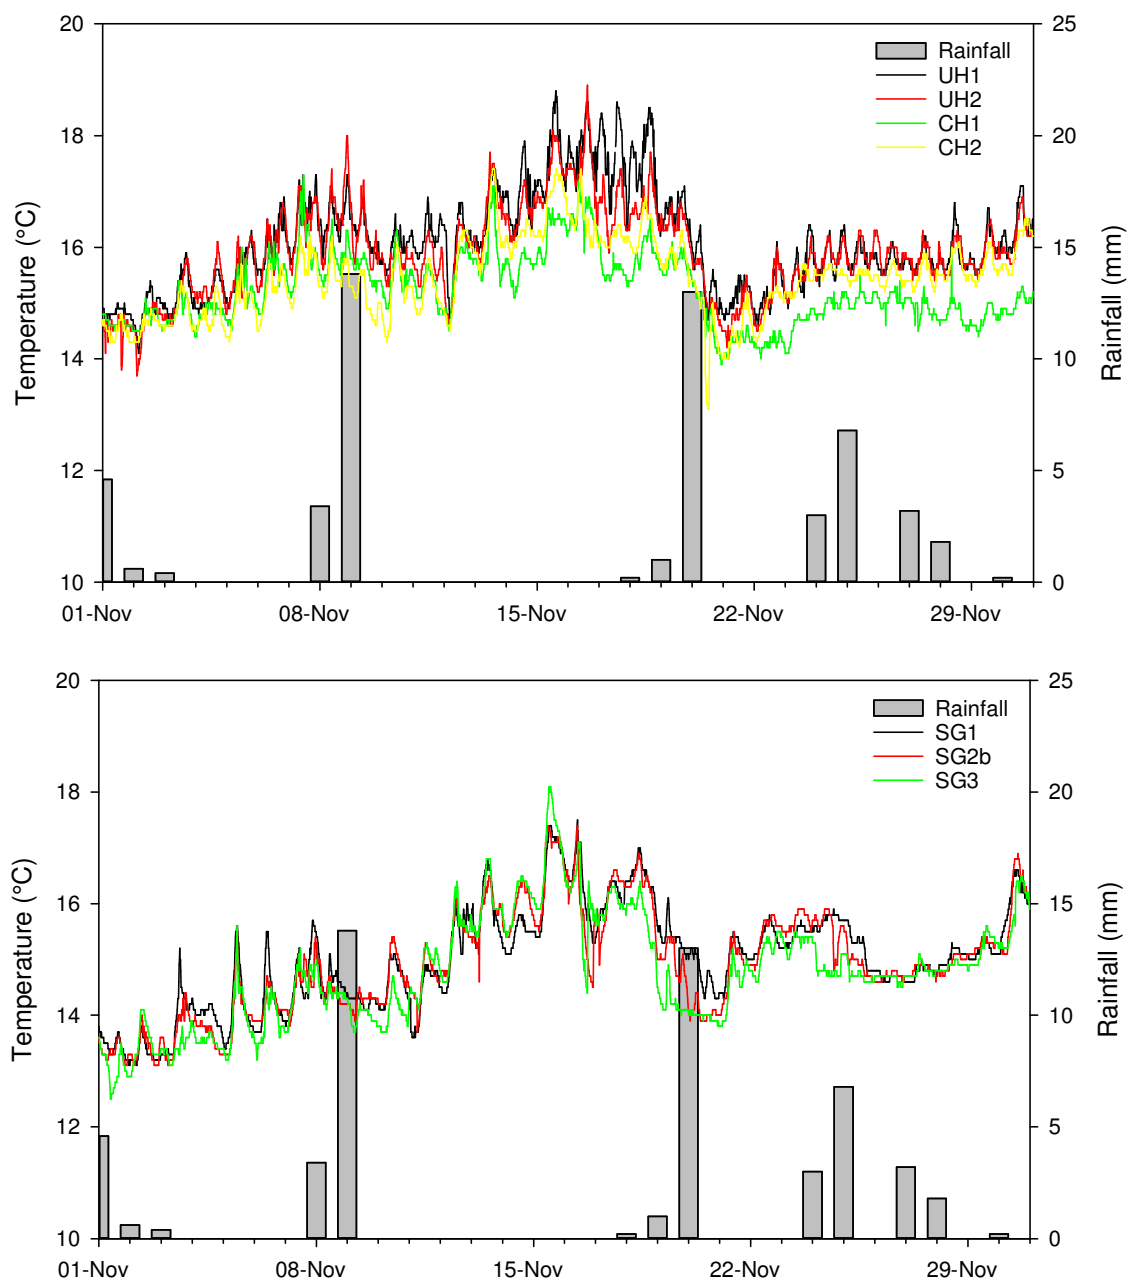 20
18
16
14
12
10
Temperature (°C)
25
20
15
10
5
0
Rainfall (mm)
Rainfall
UH1
UH2
CH1
CH2
01-Nov
08-Nov
15-Nov
22-Nov
29-Nov
20
18
16
14
12
10
Temperature (°C)
25
20
15
10
5
0
Rainfall (mm)
Rainfall
SG1
SG2b
SG3
01-Nov
08-Nov
15-Nov
22-Nov
29-Nov